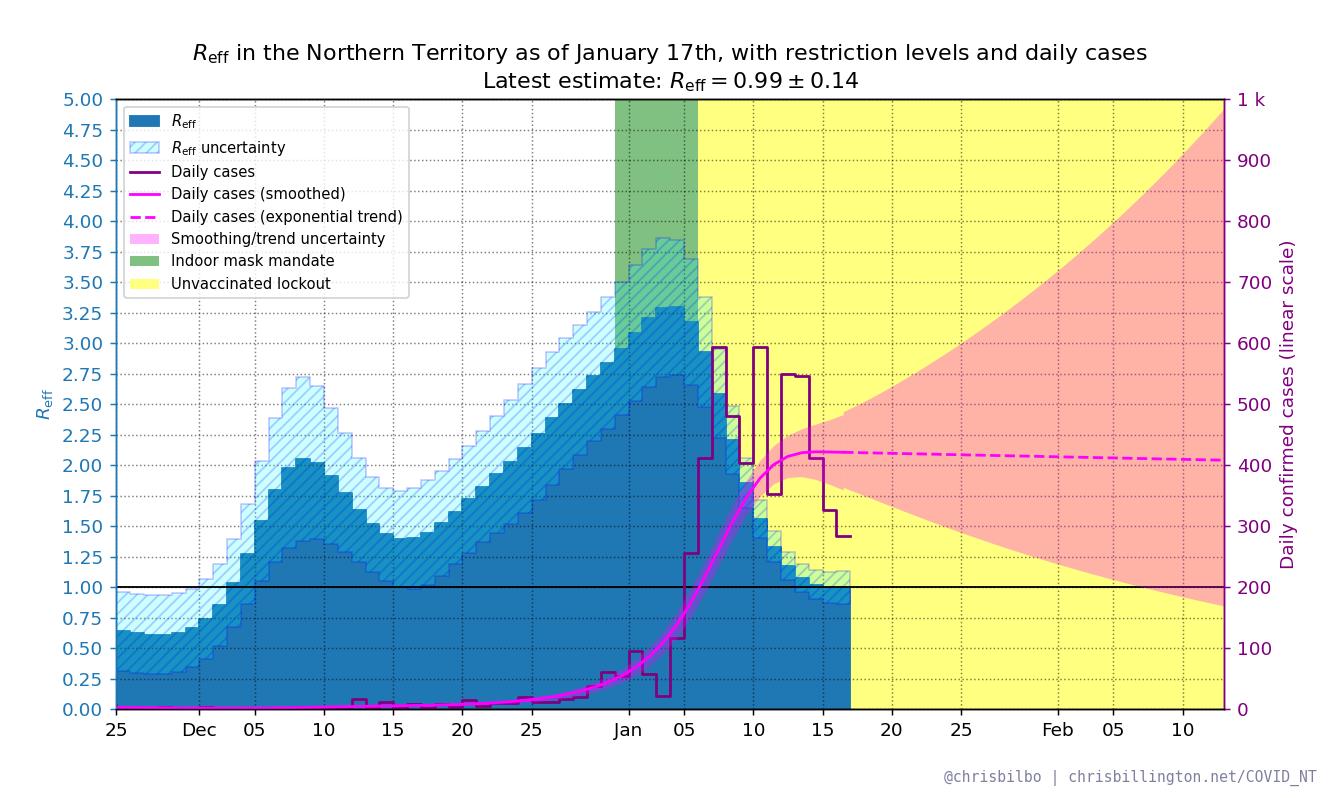 R_eff in the Northern Territory as of January 17th, with restriction levels and daily cases
Latest estimate: R_eff = 0.99 ± 0.14
R_eff
R_eff uncertainty
Daily cases
Daily cases (smoothed)
Daily cases (exponential trend)
Smoothing/trend uncertainty
Indoor mask mandate
Unvaccinated lockout
5.00
4.75
4.50
4.25
4.00
3.75
3.50
3.25
3.00
2.75
2.50
2.25
2.00
1.75
1.50
1.25
1.00
0.75
0.50
0.25
0.00
R_eff
1 k
900
800
700
600
500
400
300
200
100
0
Daily confirmed cases (linear scale)
25 Dec 05 10 15 20 25 Jan 05 10 15 20 25 Feb 05 10
@chrisbilbo | chrisbillington.net/COVID_NT